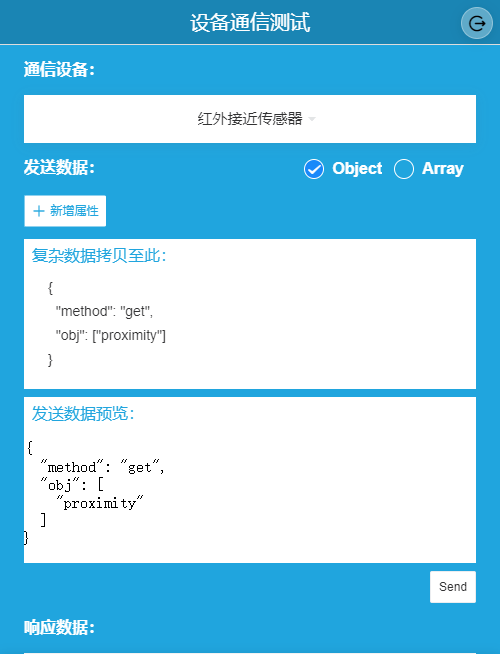 设备通信测试
通信设备：
红外接近传感器
发送数据： Object Array
+ 新增属性
复杂数据拷贝至此：
{
"method": "get",
"obj": ["proximity"]
}
发送数据预览：
{
"method": "get",
"obj": [
"proximity"
]
}
Send
响应数据：